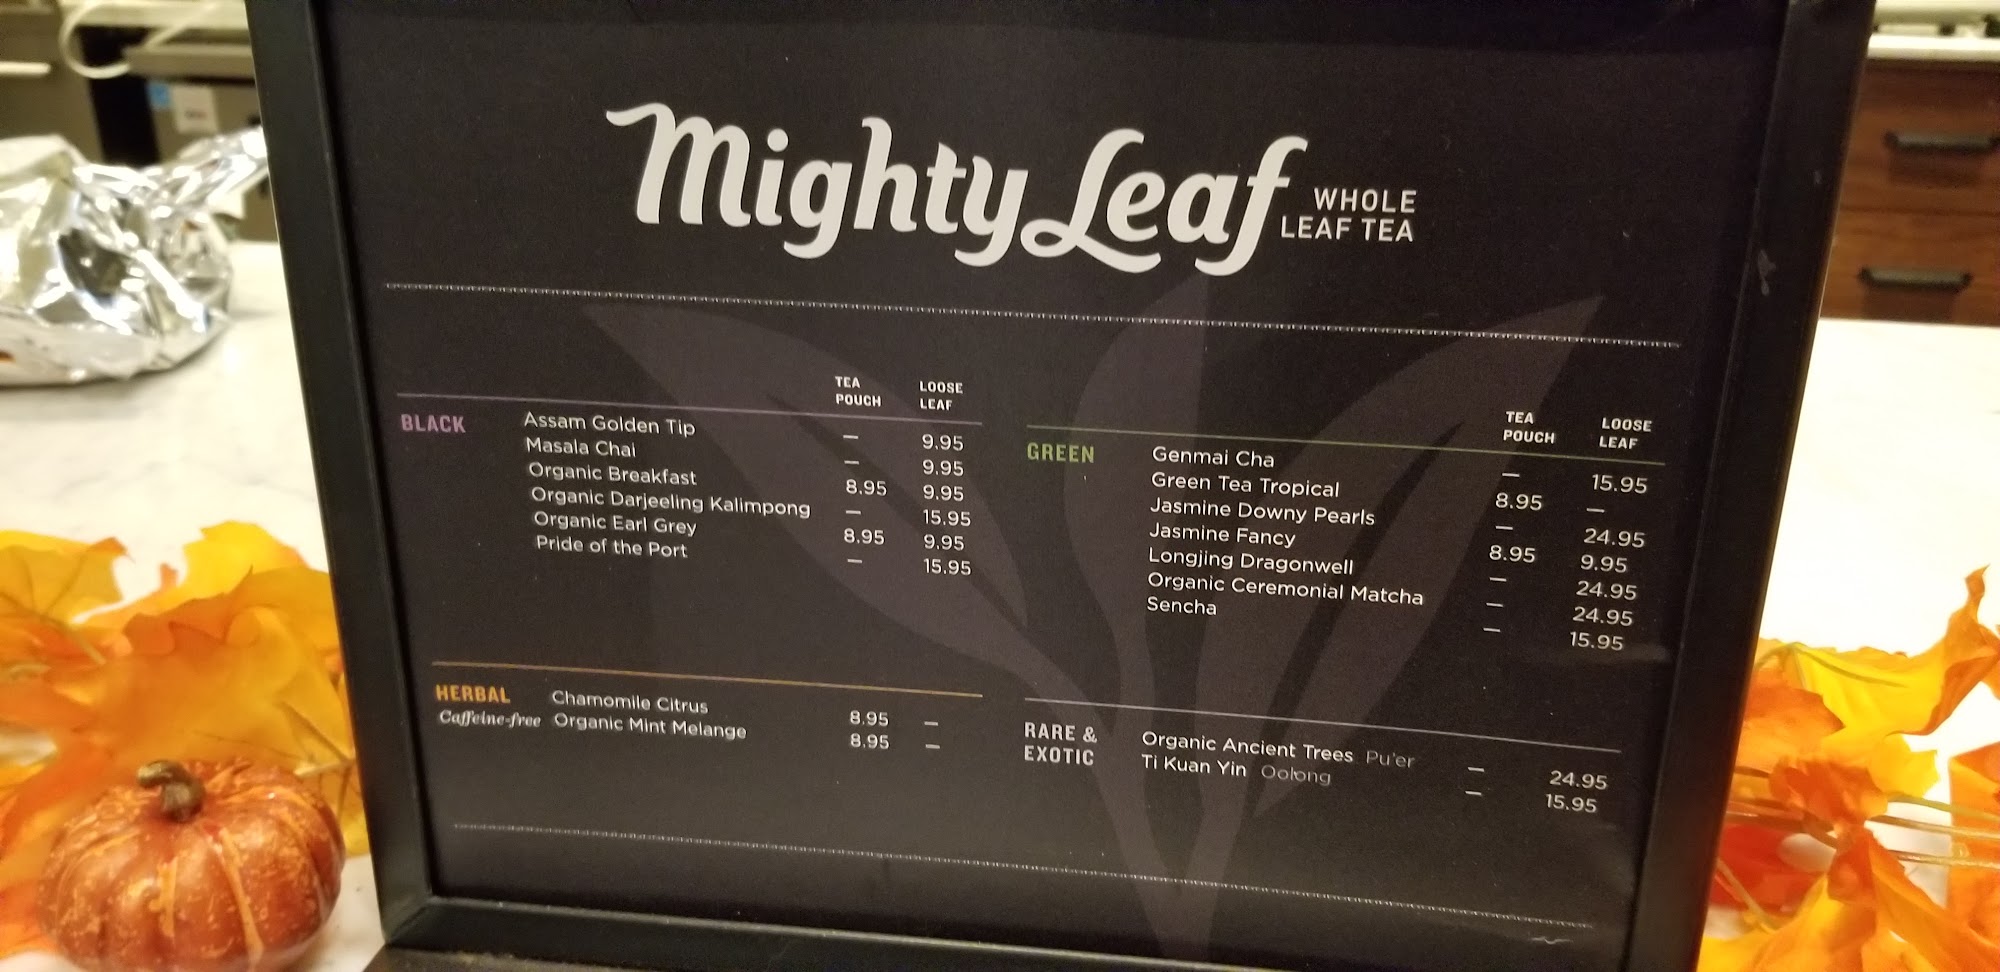 Mighty Leaf WHOLE LEAF TEA
TEA POUCH LOOSE LEAF
BLACK Assam Golden Tip — 9.95
Masala Chai — 9.95
Organic Breakfast 8.95 9.95
Organic Darjeeling Kalimpong — 15.95
Organic Earl Grey 8.95 9.95
Pride of the Port — 15.95
HERBAL Chamomile Citrus 8.95 —
Caffeine-free Organic Mint Melange 8.95 —
TEA POUCH LOOSE LEAF
GREEN Genmai Cha — 15.95
Green Tea Tropical 8.95 —
Jasmine Downy Pearls — 24.95
Jasmine Fancy 8.95 9.95
Longjing Dragonwell — 24.95
Organic Ceremonial Matcha — 24.95
Sencha — 15.95
RARE & Organic Ancient Trees Pu'er — 24.95
EXOTIC Ti Kuan Yin Oolong — 15.95